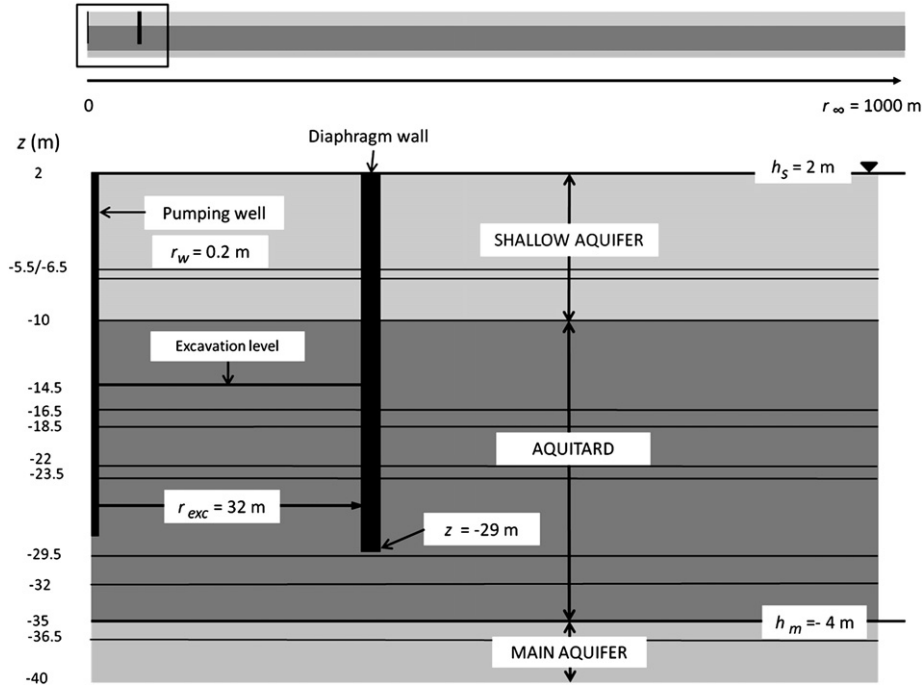 0
r ∞ = 1000 m
z (m)
Diaphragm wall
2
hs = 2 m
Pumping well
rw = 0.2 m
SHALLOW AQUIFER
-5.5/-6.5
-10
Excavation level
-14.5
-16.5
-18.5
AQUITARD
-22
-23.5
r exc = 32 m
z = -29 m
-29.5
-32
-35
hm =- 4 m
-36.5
MAIN AQUIFER
-40